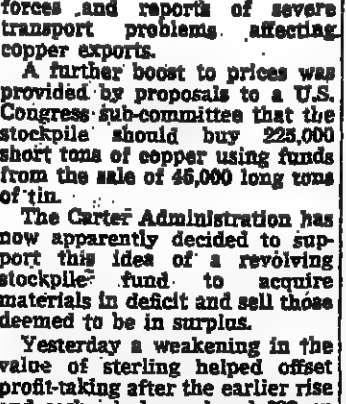 forces and reports of severe
transport problems affecting
copper exports.
A further boost to prices was
provided by proposals to a U.S.
Congress sub-committee that the
stockpile should buy 225,000
short tons of copper using funds
from the sale of 45,000 long tons
of tin.
The Carter Administration has
now apparently decided to sup-
port this idea of a revolving
stockpile fund to acquire
materials in deficit and sell those
deemed to be in surplus.
Yesterday a weakening in the
value of sterling helped offset
profit-taking after the earlier rise